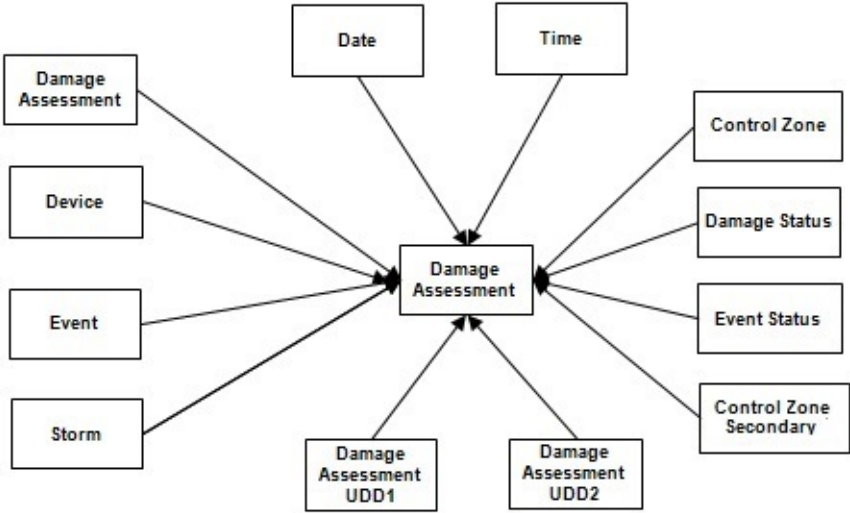 Date
Time
Damage
Assessment
Control Zone
Device
Damage Status
Damage
Assessment
Event
Event Status
Storm
Control Zone
Secondary
Damage
Assessment
UDD1
Damage
Assessment
UDD2